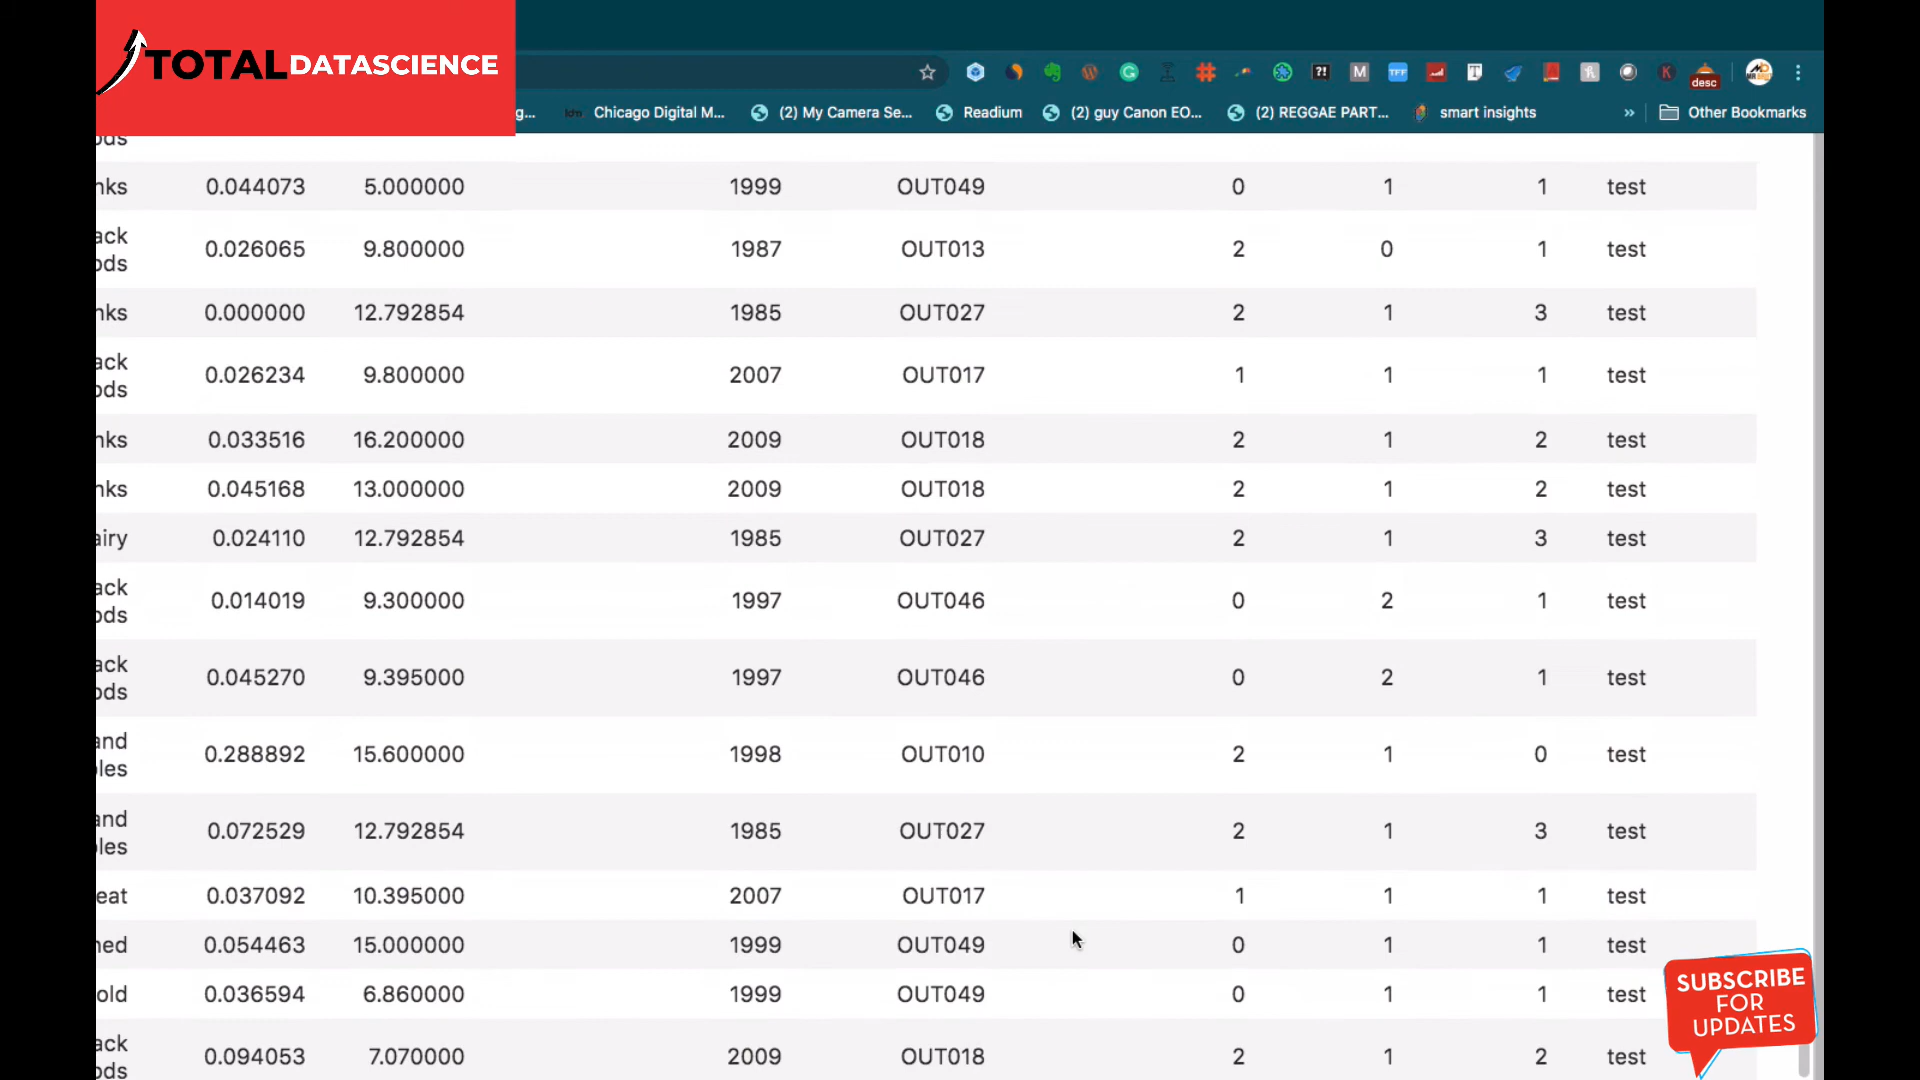 TOTALDATASCIENCE
desc
g... Chicago Digital M... (2) My Camera Se... Readium (2) guy Canon EO... (2) REGGAE PART... smart insights » Other Bookmarks
ods
nks 0.044073 5.000000 1999 OUT049 0 1 1 test
ack
ods 0.026065 9.800000 1987 OUT013 2 0 1 test
nks 0.000000 12.792854 1985 OUT027 2 1 3 test
ack
ods 0.026234 9.800000 2007 OUT017 1 1 1 test
nks 0.033516 16.200000 2009 OUT018 2 1 2 test
nks 0.045168 13.000000 2009 OUT018 2 1 2 test
airy 0.024110 12.792854 1985 OUT027 2 1 3 test
ack
ods 0.014019 9.300000 1997 OUT046 0 2 1 test
ack
ods 0.045270 9.395000 1997 OUT046 0 2 1 test
and
les 0.288892 15.600000 1998 OUT010 2 1 0 test
and
les 0.072529 12.792854 1985 OUT027 2 1 3 test
eat 0.037092 10.395000 2007 OUT017 1 1 1 test
ned 0.054463 15.000000 1999 OUT049 0 1 1 test
old 0.036594 6.860000 1999 OUT049 0 1 1 test
ack
ods 0.094053 7.070000 2009 OUT018 2 1 2 test
SUBSCRIBE
FOR
UPDATES